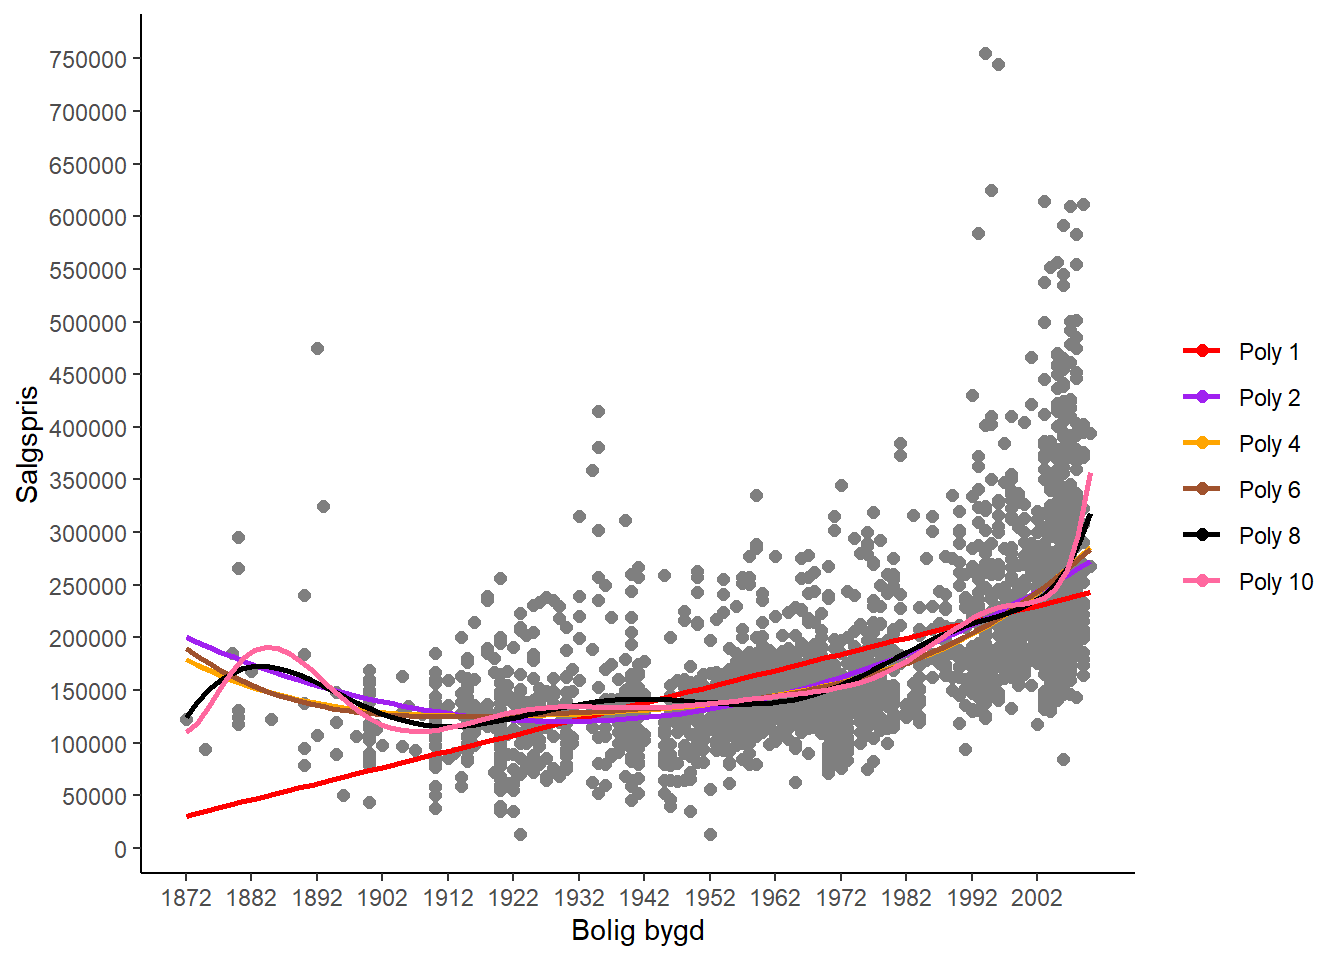 750000
700000
650000
600000
550000
500000
450000
400000
350000
300000
250000
200000
150000
100000
50000
0
Salgspris
1872 1882 1892 1902 1912 1922 1932 1942 1952 1962 1972 1982 1992 2002
Bolig bygd
Poly 1
Poly 2
Poly 4
Poly 6
Poly 8
Poly 10